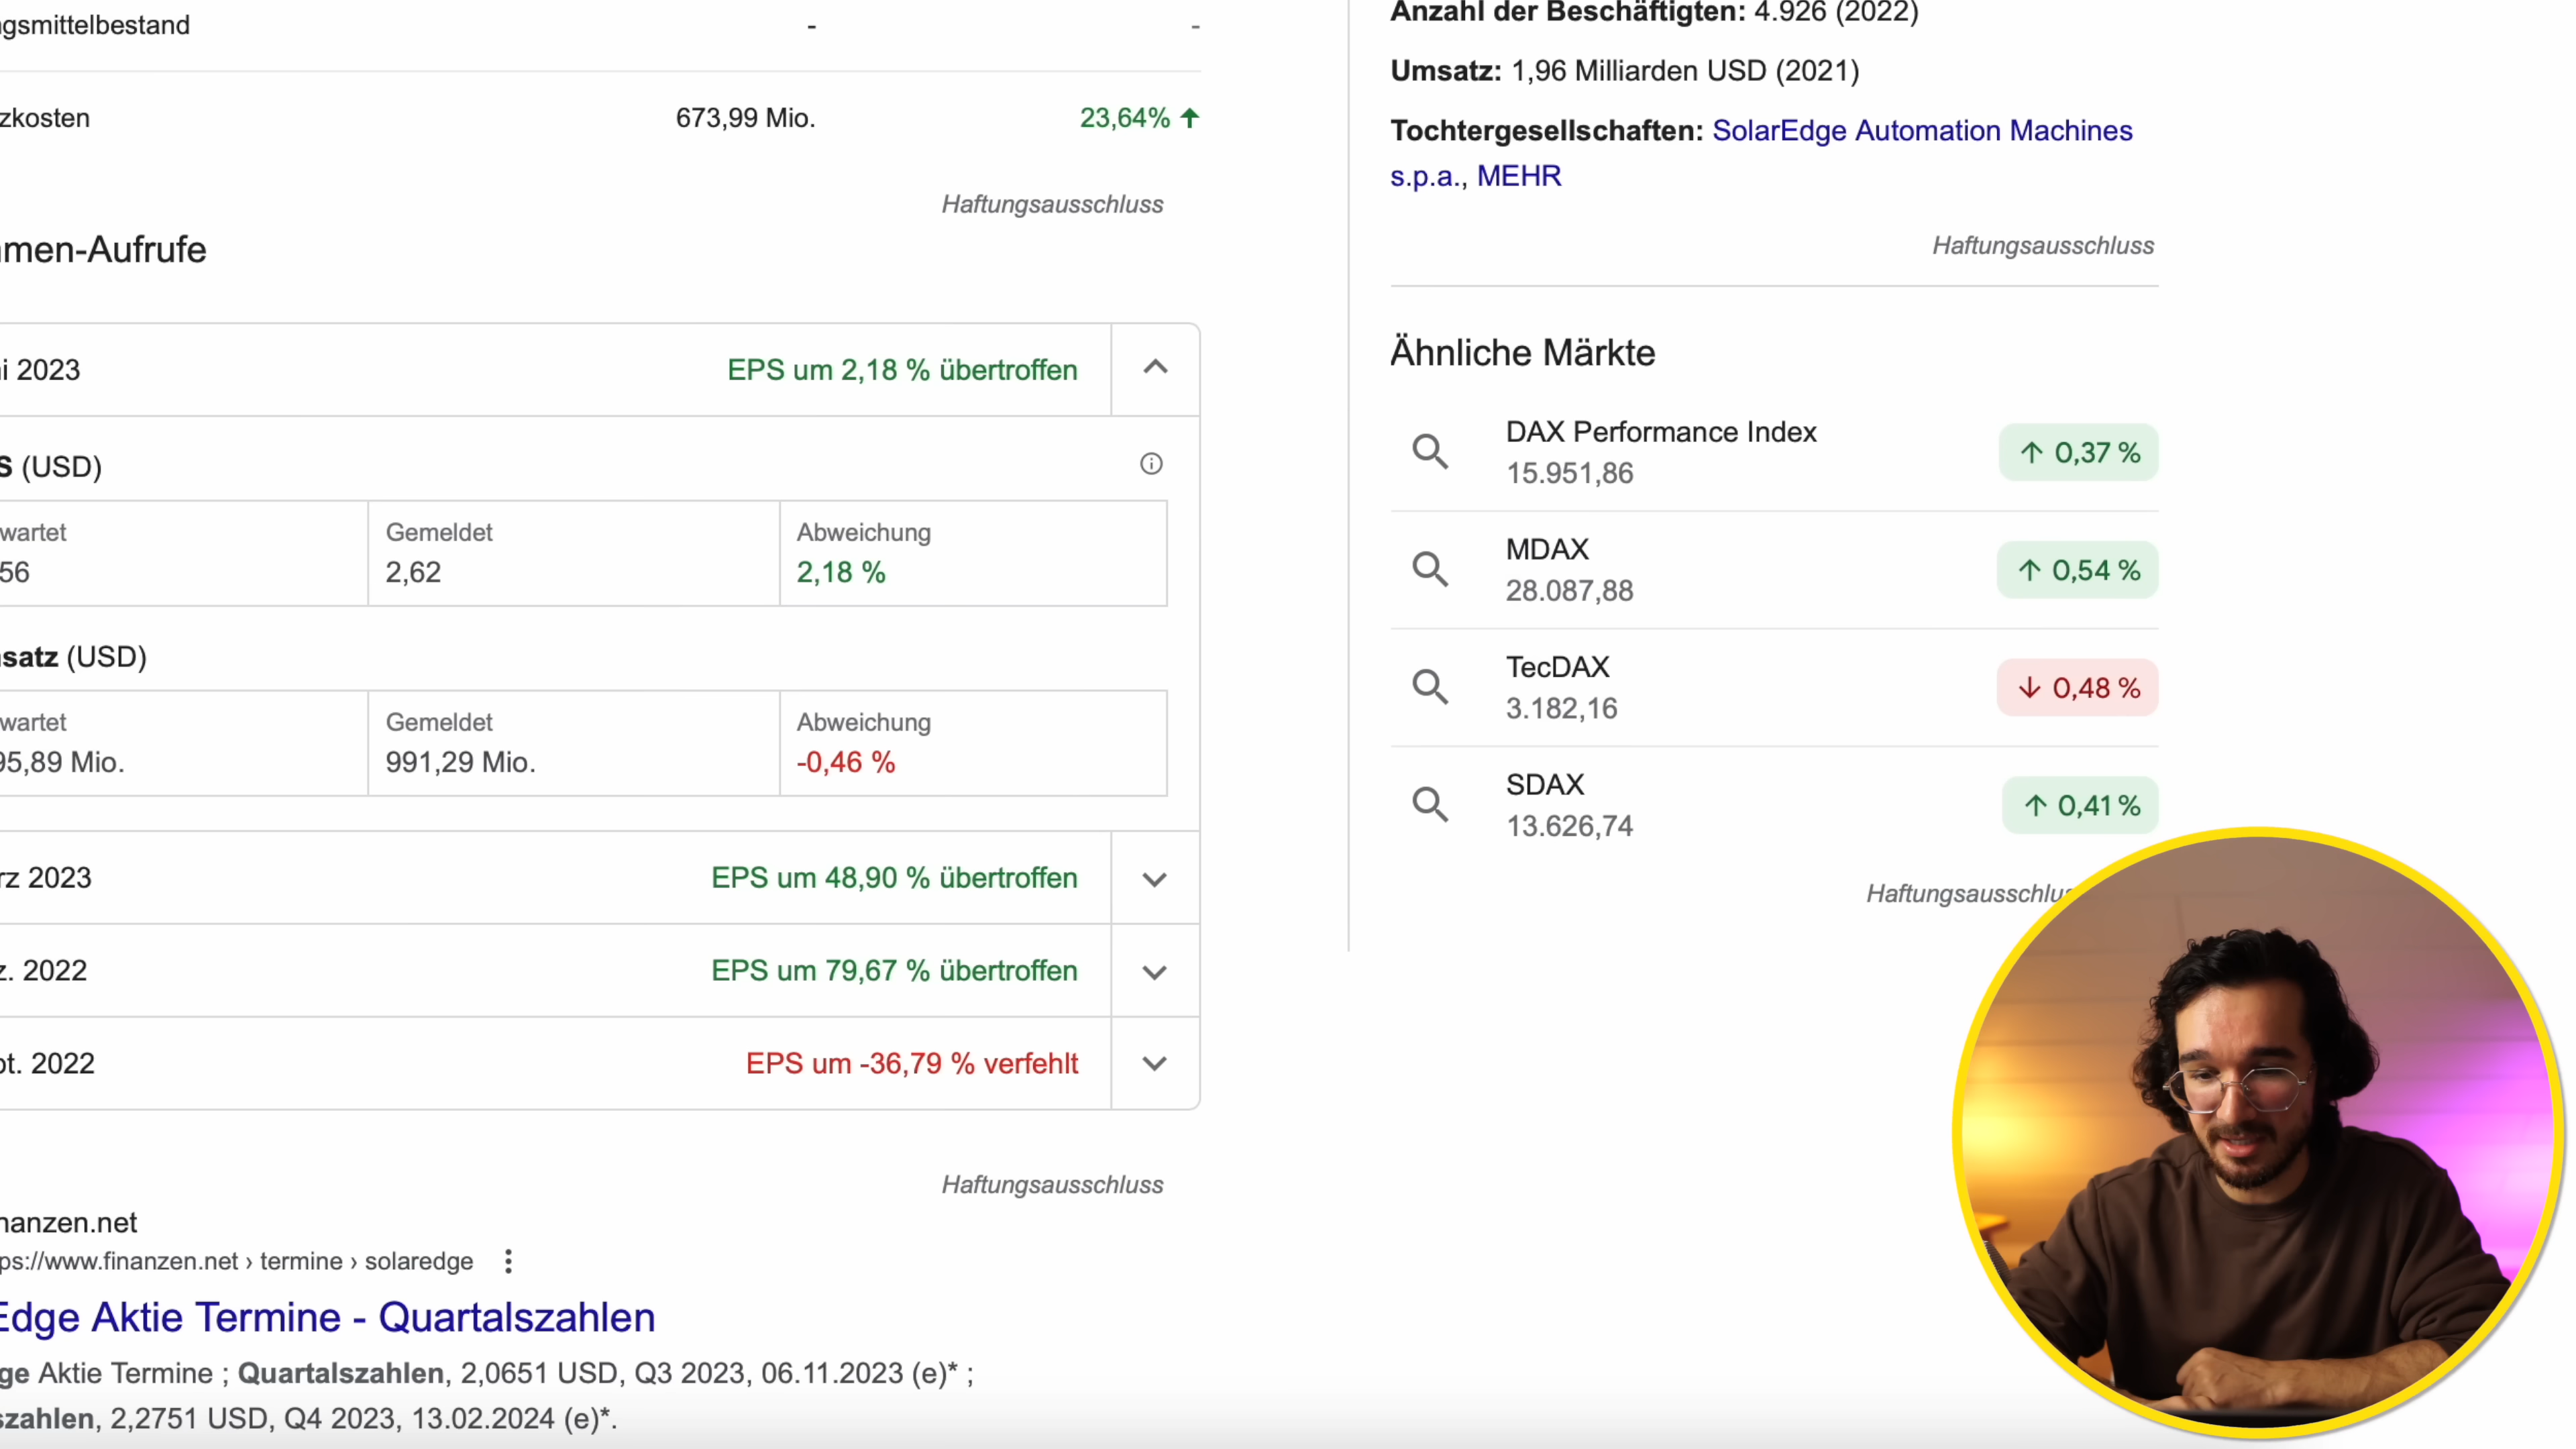 gsmittelbestand - -
zkosten 673,99 Mio. 23,64%
Haftungsausschluss
men-Aufrufe
i 2023 EPS um 2,18 % übertroffen
S (USD)
wartet Gemeldet Abweichung
56 2,62 2,18 %
satz (USD)
wartet Gemeldet Abweichung
95,89 Mio. 991,29 Mio. -0,46 %
rz 2023 EPS um 48,90 % übertroffen
z. 2022 EPS um 79,67 % übertroffen
pt. 2022 EPS um -36,79 % verfehlt
Haftungsausschluss
nanzen.net
ps://www.finanzen.net › termine › solaredge
Edge Aktie Termine - Quartalszahlen
ge Aktie Termine ; Quartalszahlen, 2,0651 USD, Q3 2023, 06.11.2023 (e)* ;
szahlen, 2,2751 USD, Q4 2023, 13.02.2024 (e)*.
Anzahl der Beschäftigten: 4.926 (2022)
Umsatz: 1,96 Milliarden USD (2021)
Tochtergesellschaften: SolarEdge Automation Machines
s.p.a., MEHR
Haftungsausschluss
Ähnliche Märkte
DAX Performance Index
15.951,86 0,37 %
MDAX
28.087,88 0,54 %
TecDAX
3.182,16 0,48 %
SDAX
13.626,74 0,41 %
Haftungsausschlus